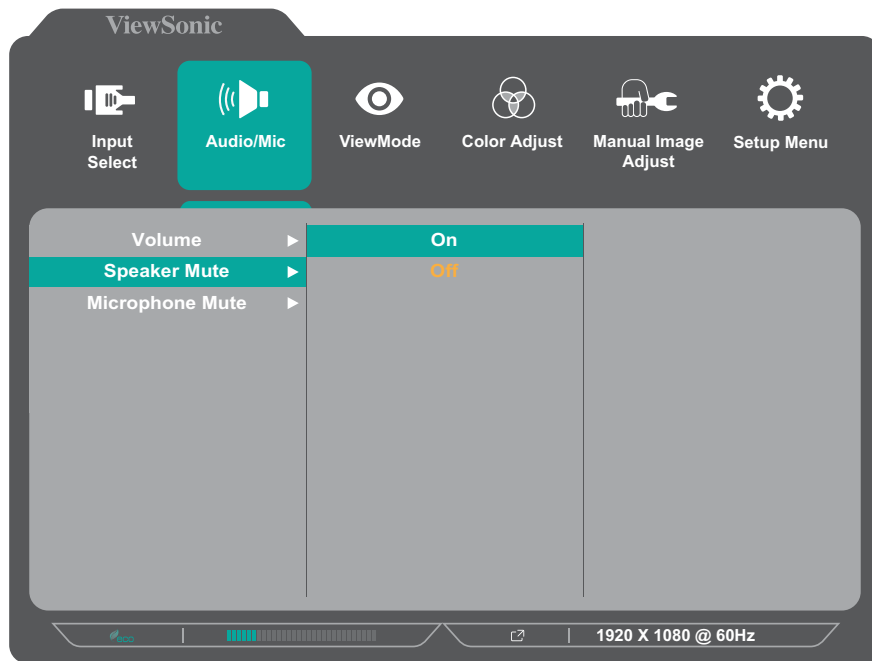 ViewSonic
Input
Select
Audio/Mic
ViewMode
Color Adjust
Manual Image
Adjust
Setup Menu
Volume
On
Speaker Mute
Off
Microphone Mute
eco
1920 X 1080 @ 60Hz